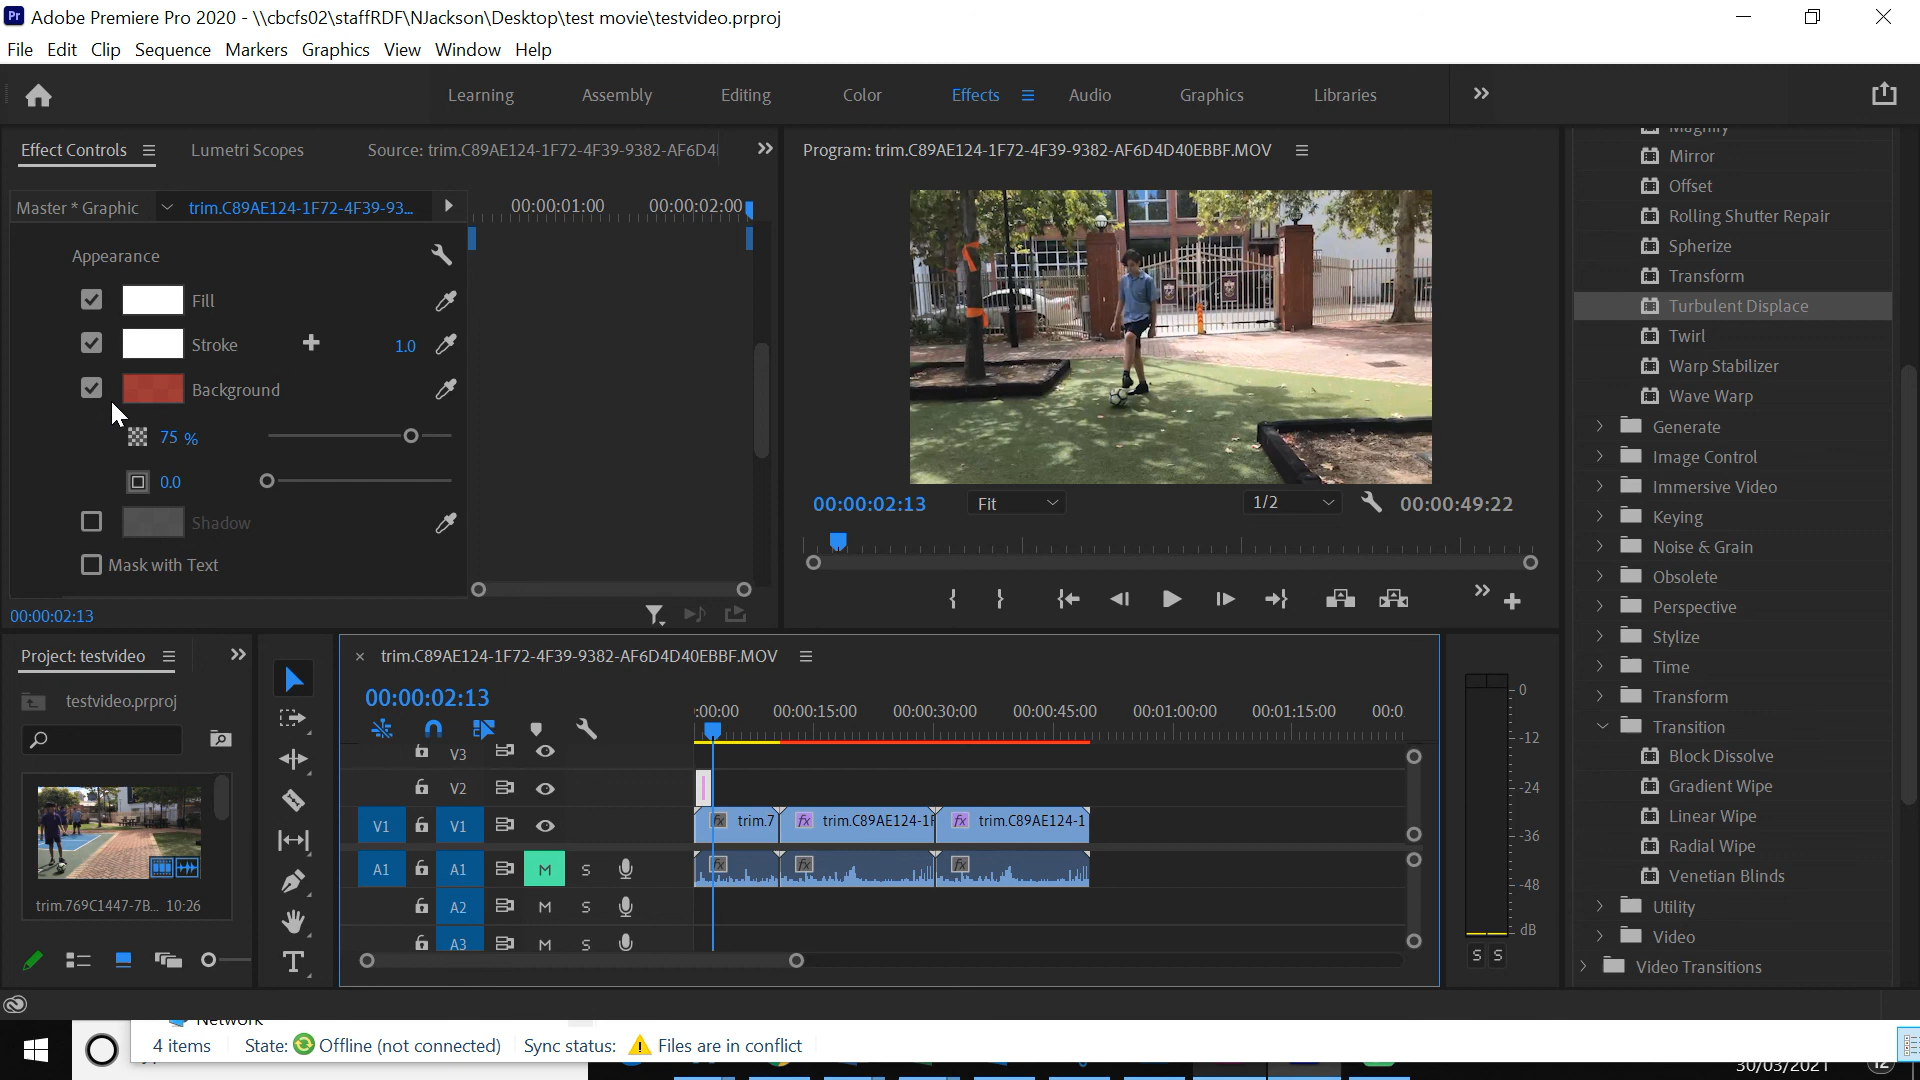 Adobe Premiere Pro 2020 - \\cbcfs02\staffRDF\NJackson\Desktop\test movie\testvideo.prproj
File Edit Clip Sequence Markers Graphics View Window Help
Learning Assembly Editing Color Effects Audio Graphics Libraries
Effect Controls Lumetri Scopes Source: trim.C89AE124-1F72-4F39-9382-AF6D4
Program: trim.C89AE124-1F72-4F39-9382-AF6D4D40EBBF.MOV
Master * Graphic trim.C89AE124-1F72-4F39-93... 00:00:01:00 00:00:02:00
Appearance
Fill
Stroke 1.0
Background
75 %
0.0
Shadow
Mask with Text
00:00:02:13
00:00:02:13 Fit 1/2 00:00:49:22
Magnify
Mirror
Offset
Rolling Shutter Repair
Spherize
Transform
Turbulent Displace
Twirl
Warp Stabilizer
Wave Warp
Generate
Image Control
Immersive Video
Keying
Noise & Grain
Obsolete
Perspective
Stylize
Time
Transform
Transition
Block Dissolve
Gradient Wipe
Linear Wipe
Radial Wipe
Venetian Blinds
Utility
Video
Video Transitions
Project: testvideo
testvideo.prproj
trim.769C1447-7B... 10:26
T
trim.C89AE124-1F72-4F39-9382-AF6D4D40EBBF.MOV
00:00:02:13
:00:00 00:00:15:00 00:00:30:00 00:00:45:00 00:01:00:00 00:01:15:00 00:0
V3
V2
V1 V1 fx trim.7 fx trim.C89AE124-1F fx trim.C89AE124-1
A1 A1 M S fx fx fx
A2 M S
A3 M S
0
-12
-24
-36
-48
dB
S S
Network
4 items State: Offline (not connected) Sync status: Files are in conflict
30/03/2021 12